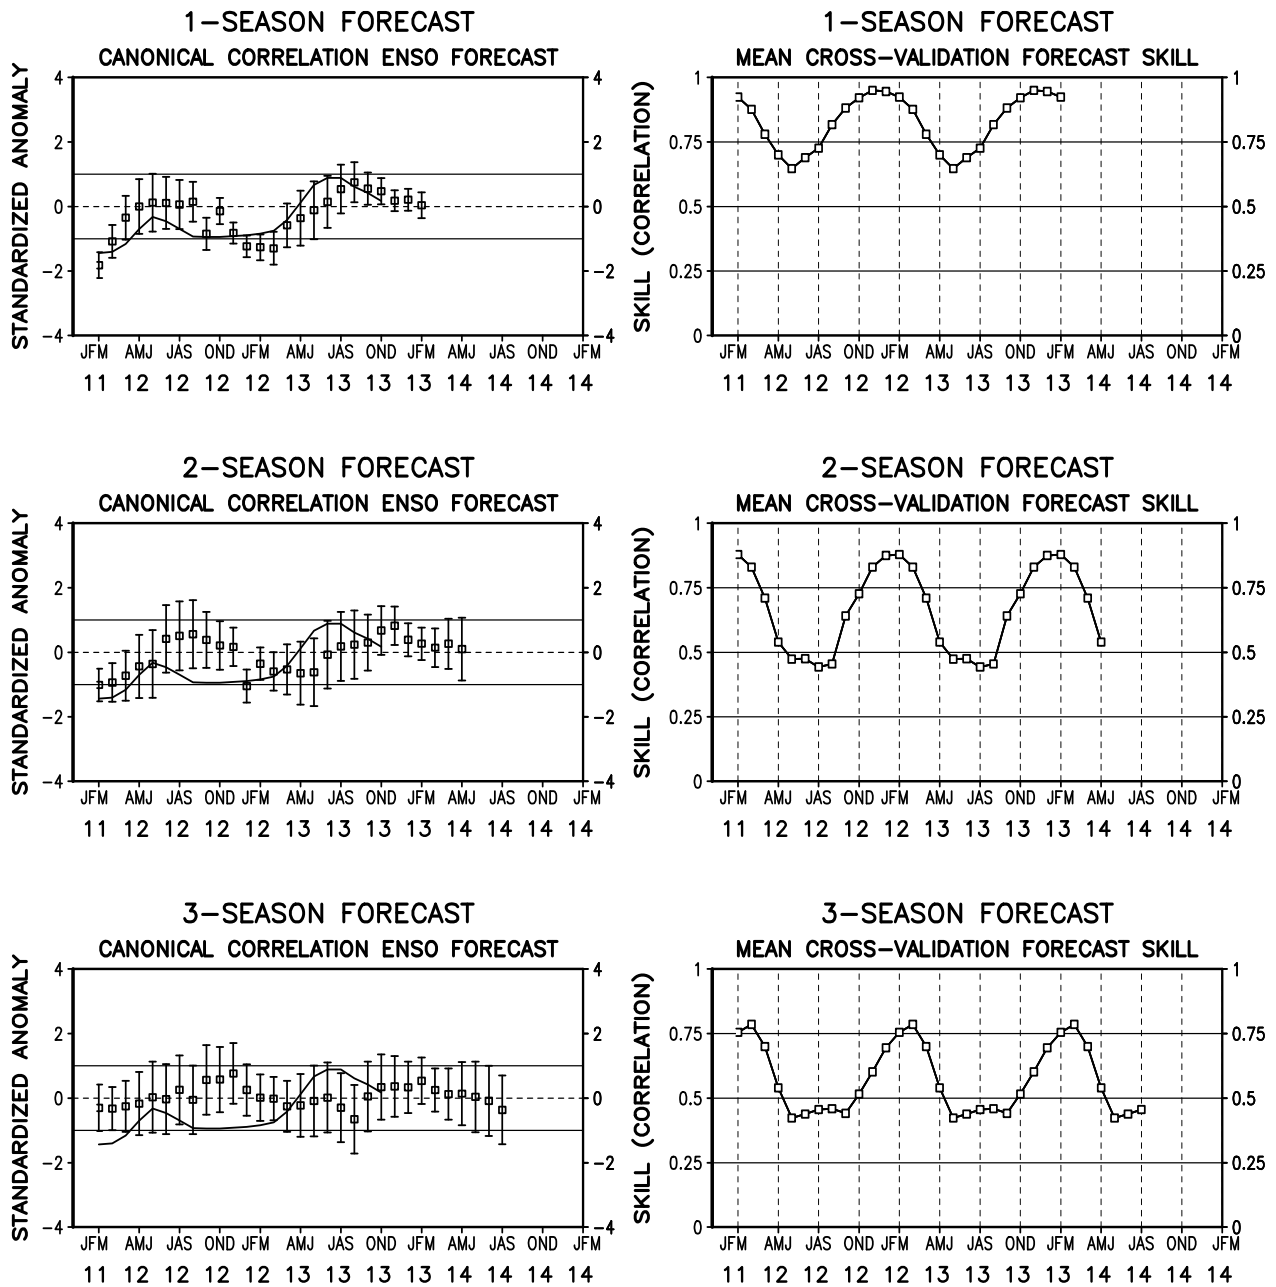 1-SEASON FORECAST
CANONICAL CORRELATION ENSO FORECAST
STANDARDIZED ANOMALY
4 2 0 -2 -4
4 2 0 -2 -4
JFM AMJ JAS OND JFM AMJ JAS OND JFM AMJ JAS OND JFM
11 12 12 12 12 13 13 13 13 14 14 14 14
1-SEASON FORECAST
MEAN CROSS-VALIDATION FORECAST SKILL
SKILL (CORRELATION)
1 0.75 0.5 0.25 0
1 0.75 0.5 0.25 0
JFM AMJ JAS OND JFM AMJ JAS OND JFM AMJ JAS OND JFM
11 12 12 12 12 13 13 13 13 14 14 14 14
2-SEASON FORECAST
CANONICAL CORRELATION ENSO FORECAST
STANDARDIZED ANOMALY
4 2 0 -2 -4
4 2 0 -2 -4
JFM AMJ JAS OND JFM AMJ JAS OND JFM AMJ JAS OND JFM
11 12 12 12 12 13 13 13 13 14 14 14 14
2-SEASON FORECAST
MEAN CROSS-VALIDATION FORECAST SKILL
SKILL (CORRELATION)
1 0.75 0.5 0.25 0
1 0.75 0.5 0.25 0
JFM AMJ JAS OND JFM AMJ JAS OND JFM AMJ JAS OND JFM
11 12 12 12 12 13 13 13 13 14 14 14 14
3-SEASON FORECAST
CANONICAL CORRELATION ENSO FORECAST
STANDARDIZED ANOMALY
4 2 0 -2 -4
4 2 0 -2 -4
JFM AMJ JAS OND JFM AMJ JAS OND JFM AMJ JAS OND JFM
11 12 12 12 12 13 13 13 13 14 14 14 14
3-SEASON FORECAST
MEAN CROSS-VALIDATION FORECAST SKILL
SKILL (CORRELATION)
1 0.75 0.5 0.25 0
1 0.75 0.5 0.25 0
JFM AMJ JAS OND JFM AMJ JAS OND JFM AMJ JAS OND JFM
11 12 12 12 12 13 13 13 13 14 14 14 14